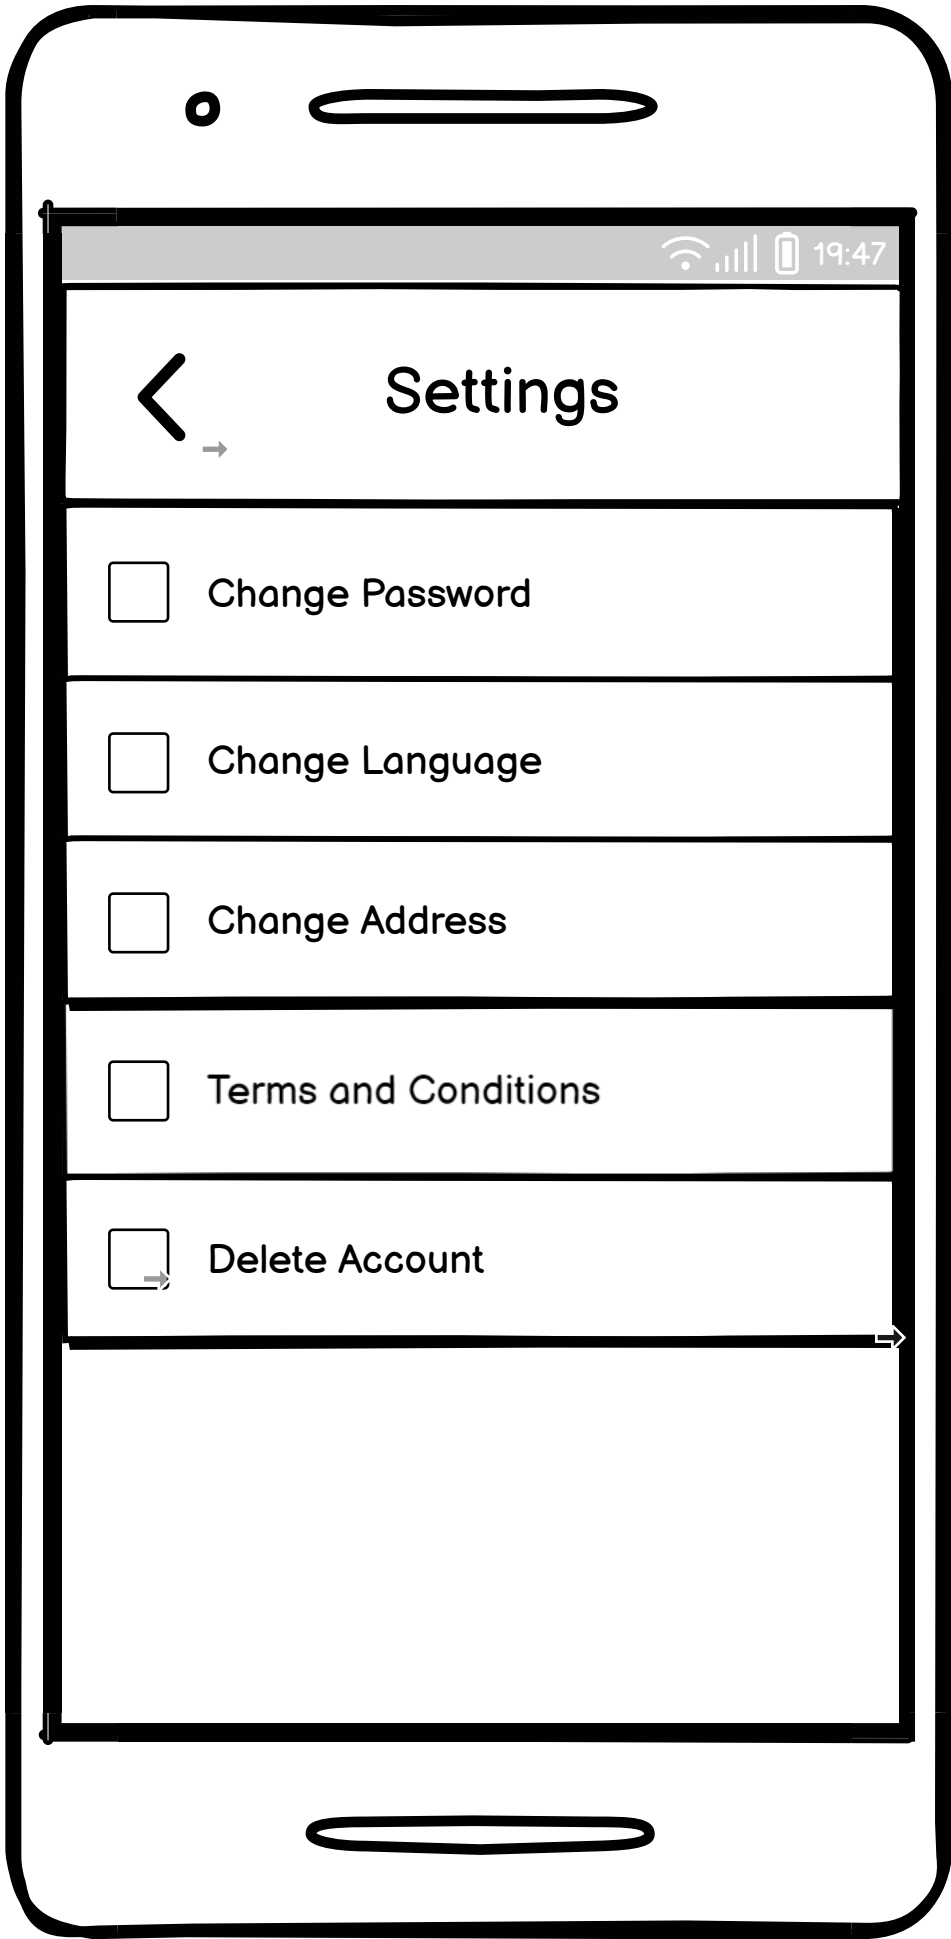 19:47
Settings
Change Password
Change Language
Change Address
Terms and Conditions
Delete Account